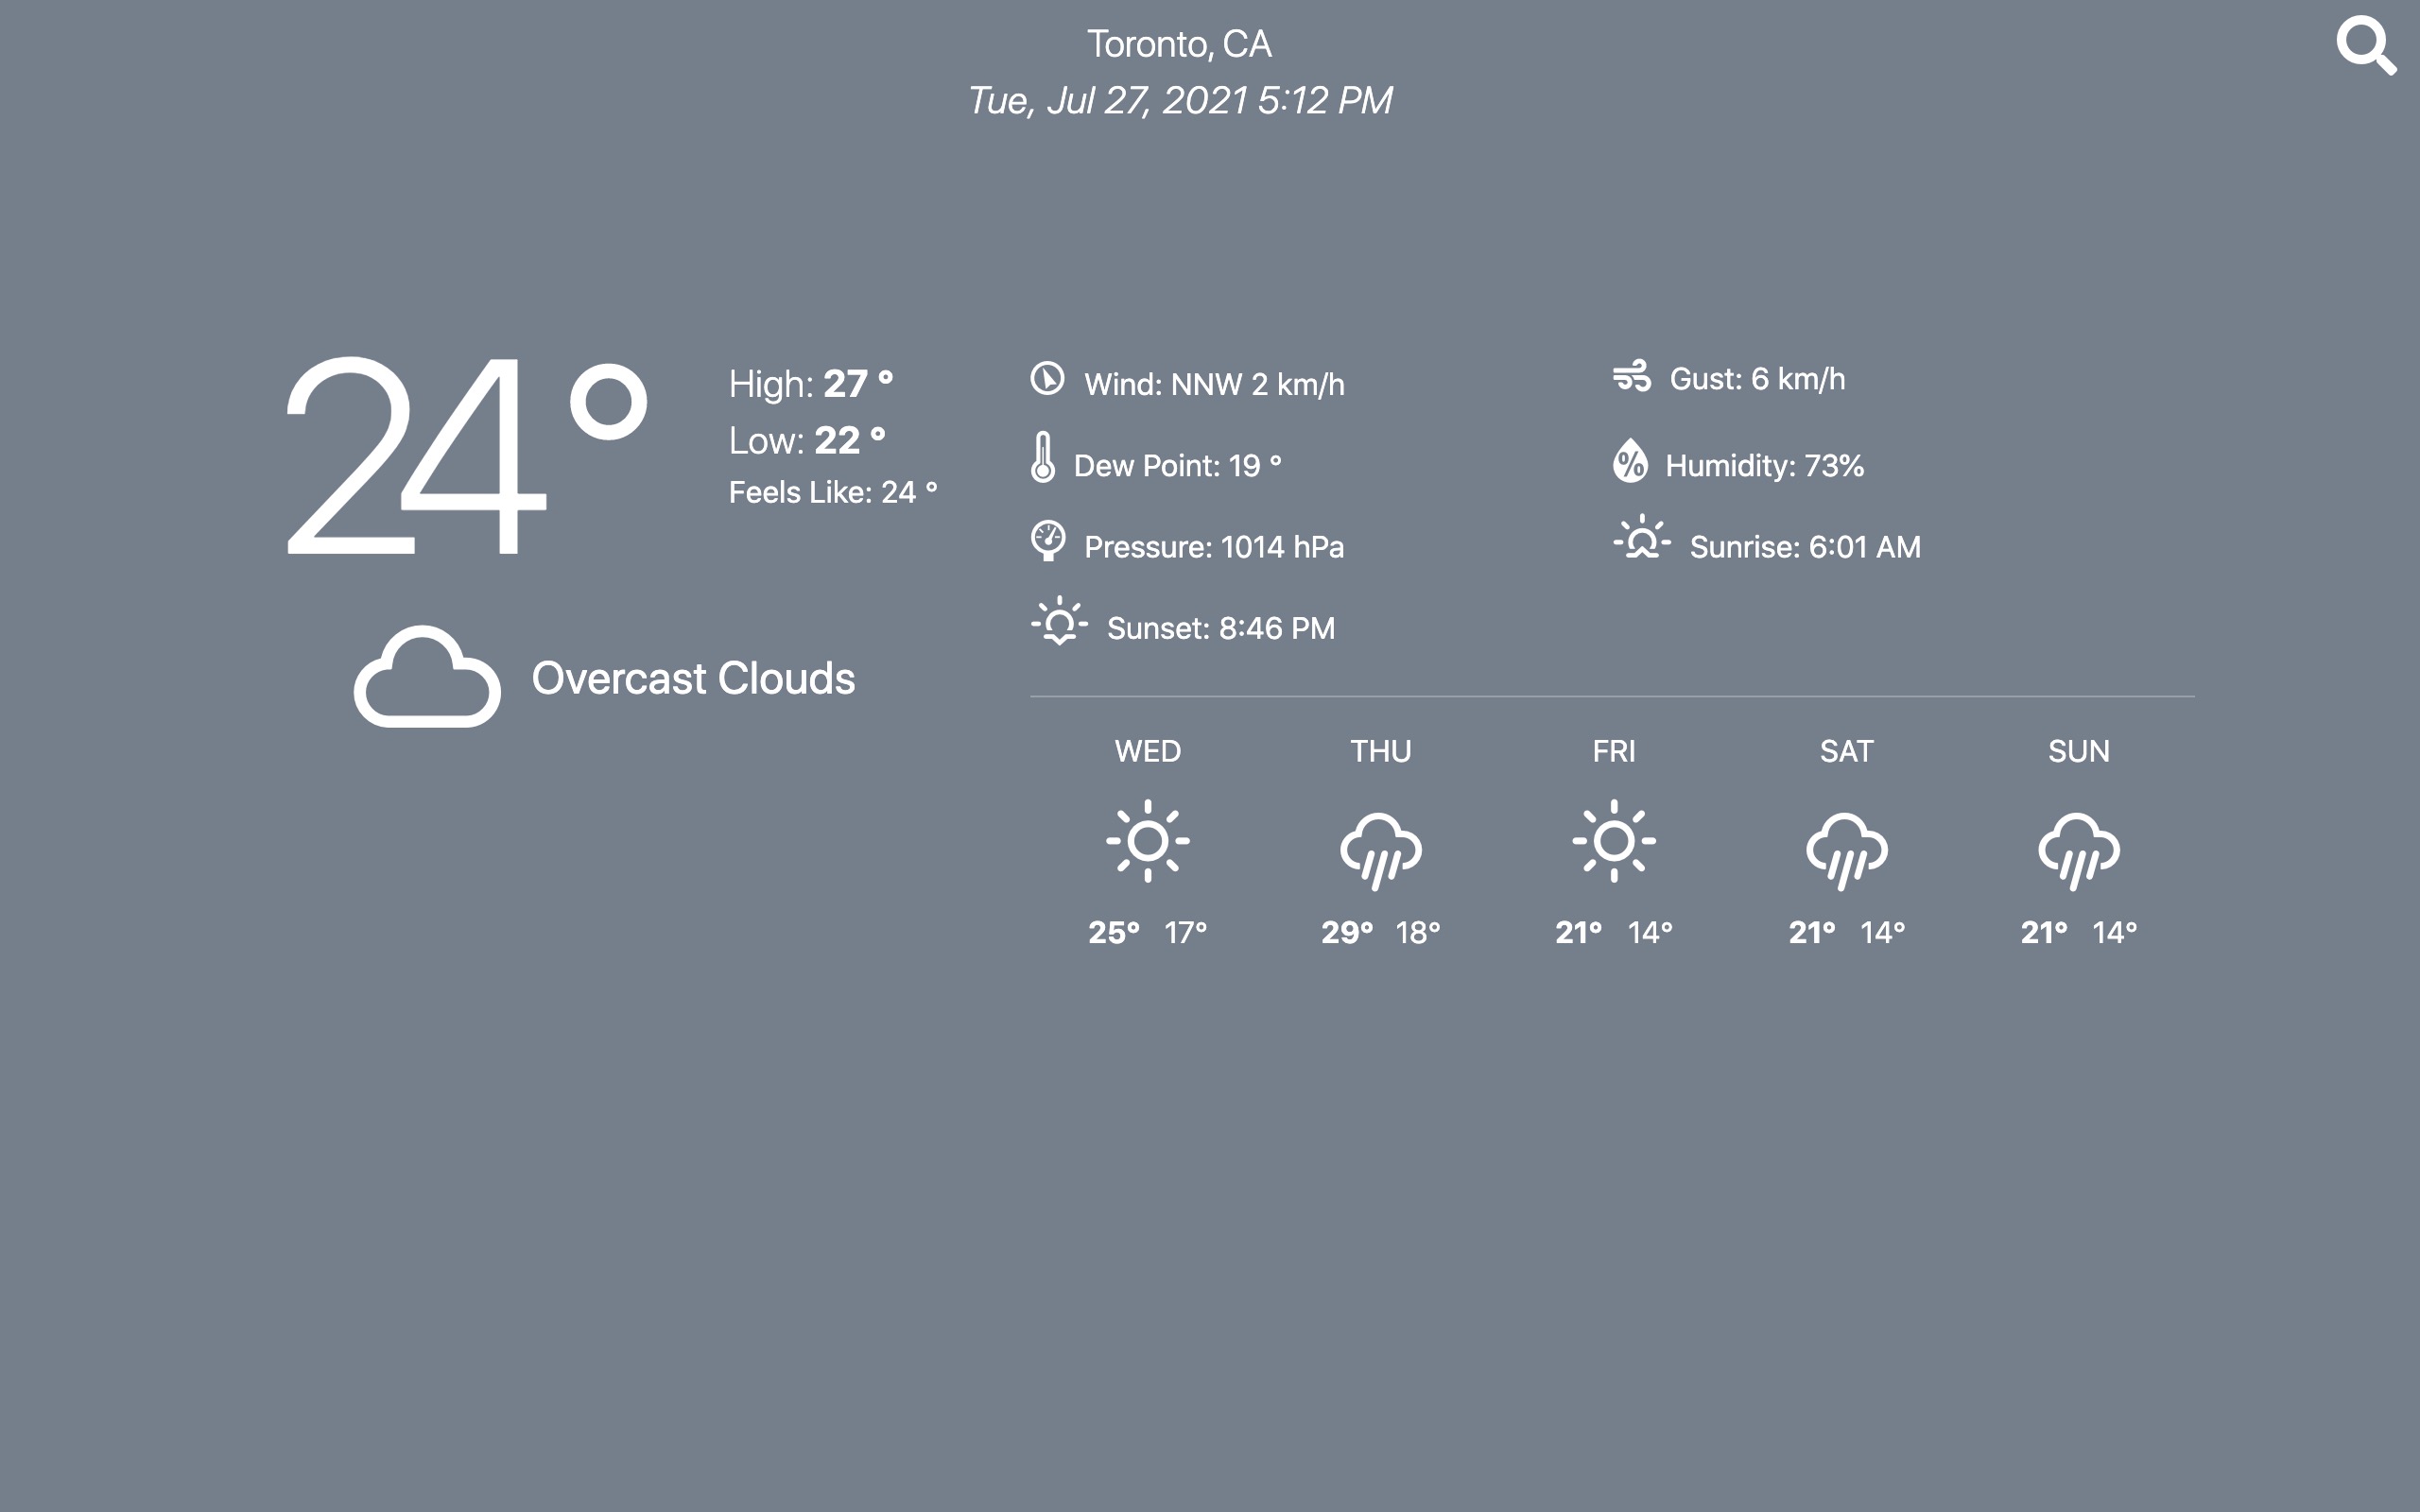 Toronto, CA
Tue, Jul 27, 2021 5:12 PM
24°
High: 27 °
Low: 22 °
Feels Like: 24 °
Overcast Clouds
Wind: NNW 2 km/h
Gust: 6 km/h
Dew Point: 19 °
Humidity: 73%
Pressure: 1014 hPa
Sunrise: 6:01 AM
Sunset: 8:46 PM
WED THU FRI SAT SUN
25° 17° 29° 18° 21° 14° 21° 14° 21° 14°